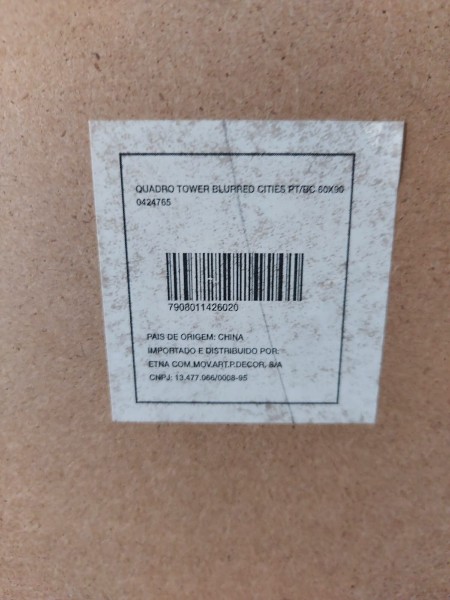 QUADRO TOWER BLURRED CITIES PT/BC 60X90
0424765
7908011426020
PAIS DE ORIGEM: CHINA
IMPORTADO E DISTRIBUIDO POR:
ETNA COM.MOV.ART.P.DECOR. S/A
CNPJ: 13.477.966/0008-95